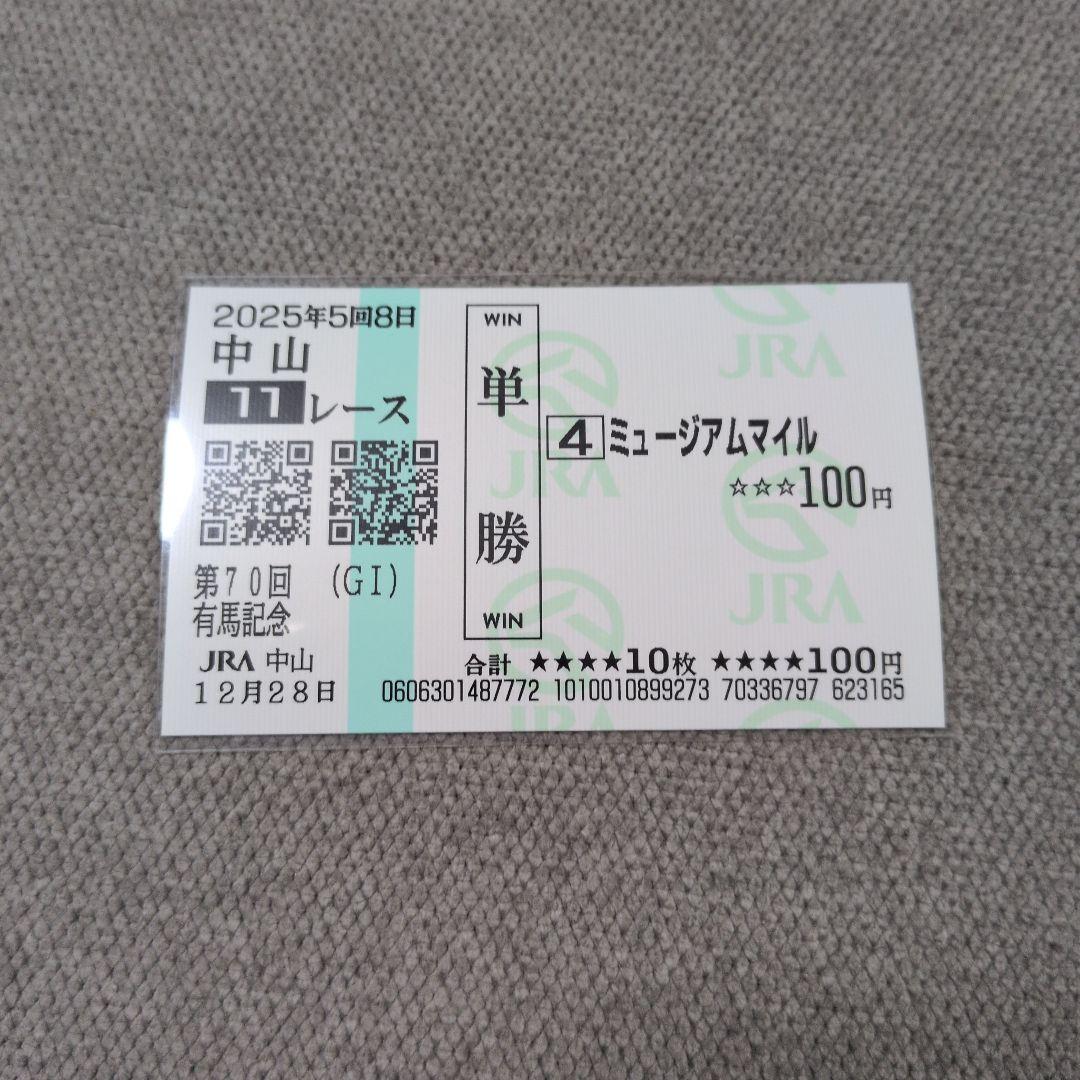 2025年5回8日
中山
11レース
第70回 (GI)
有馬記念
JRA 中山
12月28日
WIN
単勝
WIN
4 ミュージアムマイル
☆☆☆100円
合計 ★★★★10枚 ★★★★100円
0606301487772 1010010899273 70336797 623165
JRA
JRA
JRA
JRA